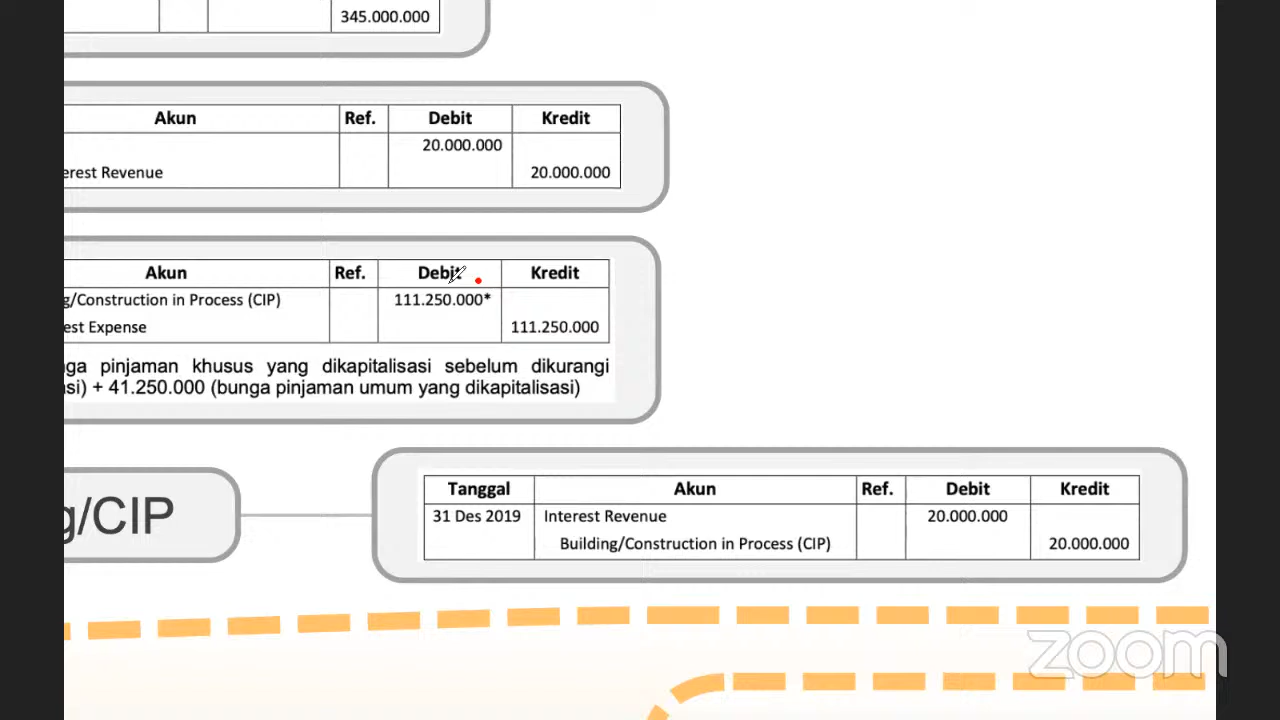 345.000.000
Akun Ref. Debit Kredit
20.000.000
erest Revenue 20.000.000
Akun Ref. Debit Kredit
g/Construction in Process (CIP) 111.250.000*
est Expense 111.250.000
nga pinjaman khusus yang dikapitalisasi sebelum dikurangi
asi) + 41.250.000 (bunga pinjaman umum yang dikapitalisasi)
g/CIP
Tanggal Akun Ref. Debit Kredit
31 Des 2019 Interest Revenue 20.000.000
Building/Construction in Process (CIP) 20.000.000
zoom